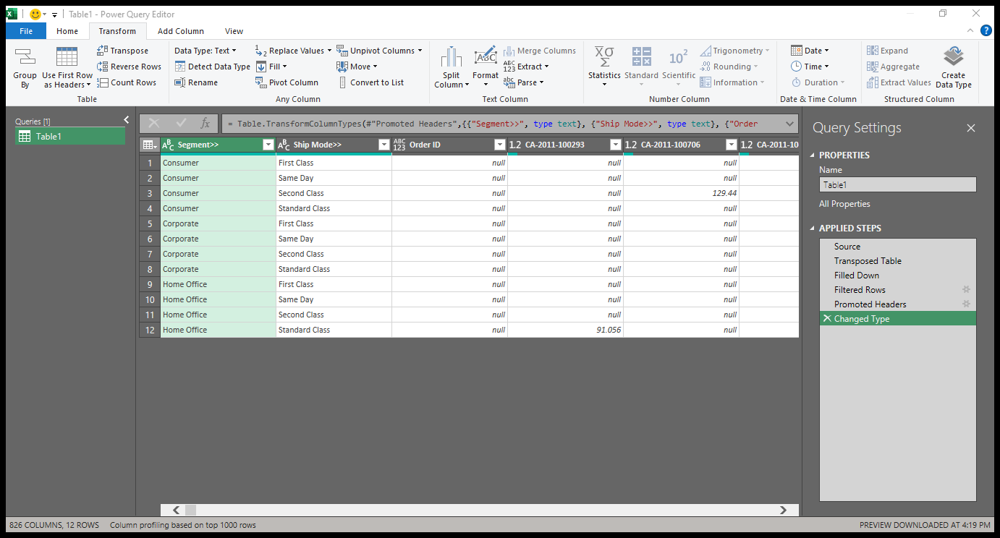 Table1 - Power Query Editor
File Home Transform Add Column View
Group By
Use First Row as Headers
Transpose
Reverse Rows
Count Rows
Table
Data Type: Text
Detect Data Type
Rename
Replace Values
Fill
Pivot Column
Unpivot Columns
Move
Convert to List
Any Column
Split Column
Format
Merge Columns
Extract
Parse
Text Column
Statistics
Standard
Scientific
Trigonometry
Rounding
Information
Number Column
Date
Time
Duration
Date & Time Column
Expand
Aggregate
Extract Values
Create Data Type
Structured Column
Queries [1]
Table1
= Table.TransformColumnTypes(#"Promoted Headers",{{"Segment>>", type text}, {"Ship Mode>>", type text}, {"Order
ABC Segment>> ABC Ship Mode>> ABC 123 Order ID 1.2 CA-2011-100293 1.2 CA-2011-100706 1.2 CA-2011-10
1 Consumer First Class null null null
2 Consumer Same Day null null null
3 Consumer Second Class null null 129.44
4 Consumer Standard Class null null null
5 Corporate First Class null null null
6 Corporate Same Day null null null
7 Corporate Second Class null null null
8 Corporate Standard Class null null null
9 Home Office First Class null null null
10 Home Office Same Day null null null
11 Home Office Second Class null null null
12 Home Office Standard Class null 91.056 null
Query Settings
PROPERTIES
Name
Table1
All Properties
APPLIED STEPS
Source
Transposed Table
Filled Down
Filtered Rows
Promoted Headers
Changed Type
826 COLUMNS, 12 ROWS Column profiling based on top 1000 rows PREVIEW DOWNLOADED AT 4:19 PM